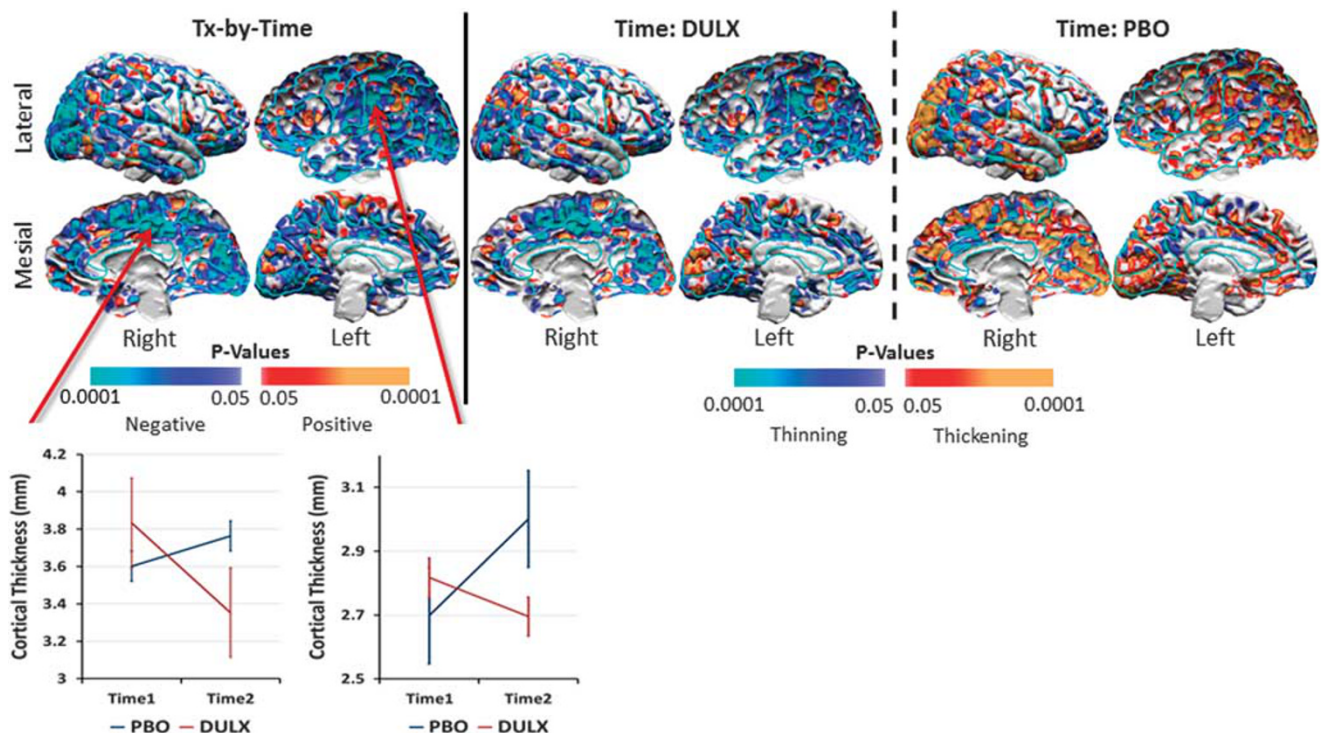 Tx-by-Time
Time: DULX
Time: PBO
Lateral
Mesial
Right
Left
Right
Left
Right
Left
P-Values
0.0001
0.05
0.05
0.0001
Negative
Positive
P-Values
0.0001
0.05
0.05
0.0001
Thinning
Thickening
Cortical Thickness (mm)
4.2
4
3.8
3.6
3.4
3.2
3
Time1
Time2
PBO
DULX
Cortical Thickness (mm)
3.1
2.9
2.7
2.5
Time1
Time2
PBO
DULX